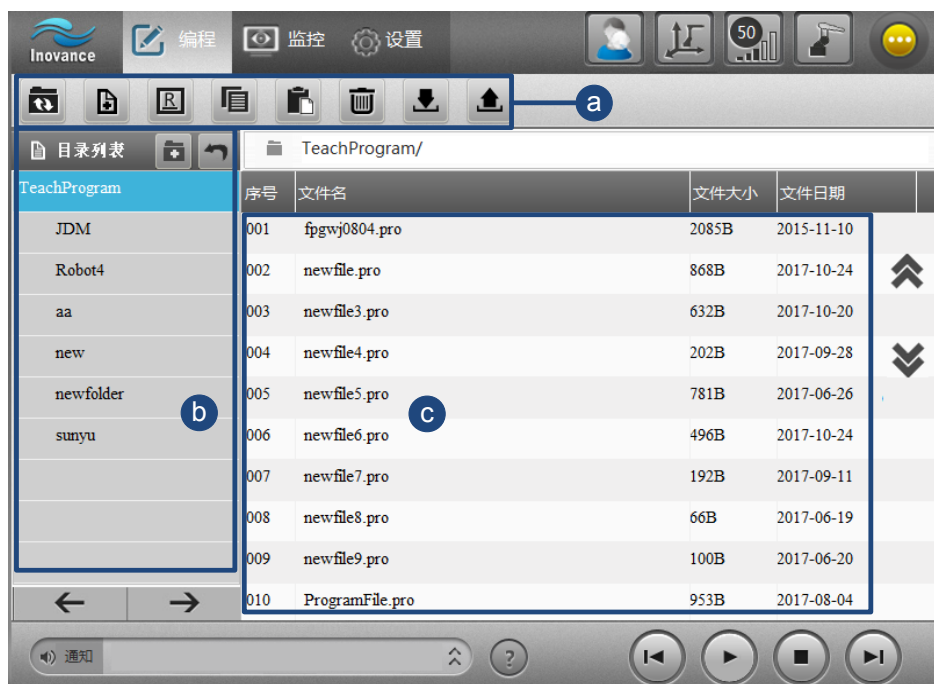 Inovance
编程
监控
设置
50
R
a
目录列表
TeachProgram/
TeachProgram
序号 文件名 文件大小 文件日期
JDM
Robot4
aa
new
newfolder
sunyu
b
001 fpgwj0804.pro 2085B 2015-11-10
002 newfile.pro 868B 2017-10-24
003 newfile3.pro 632B 2017-10-20
004 newfile4.pro 202B 2017-09-28
005 newfile5.pro 781B 2017-06-26
c
006 newfile6.pro 496B 2017-10-24
007 newfile7.pro 192B 2017-09-11
008 newfile8.pro 66B 2017-06-19
009 newfile9.pro 100B 2017-06-20
010 ProgramFile.pro 953B 2017-08-04
通知
?